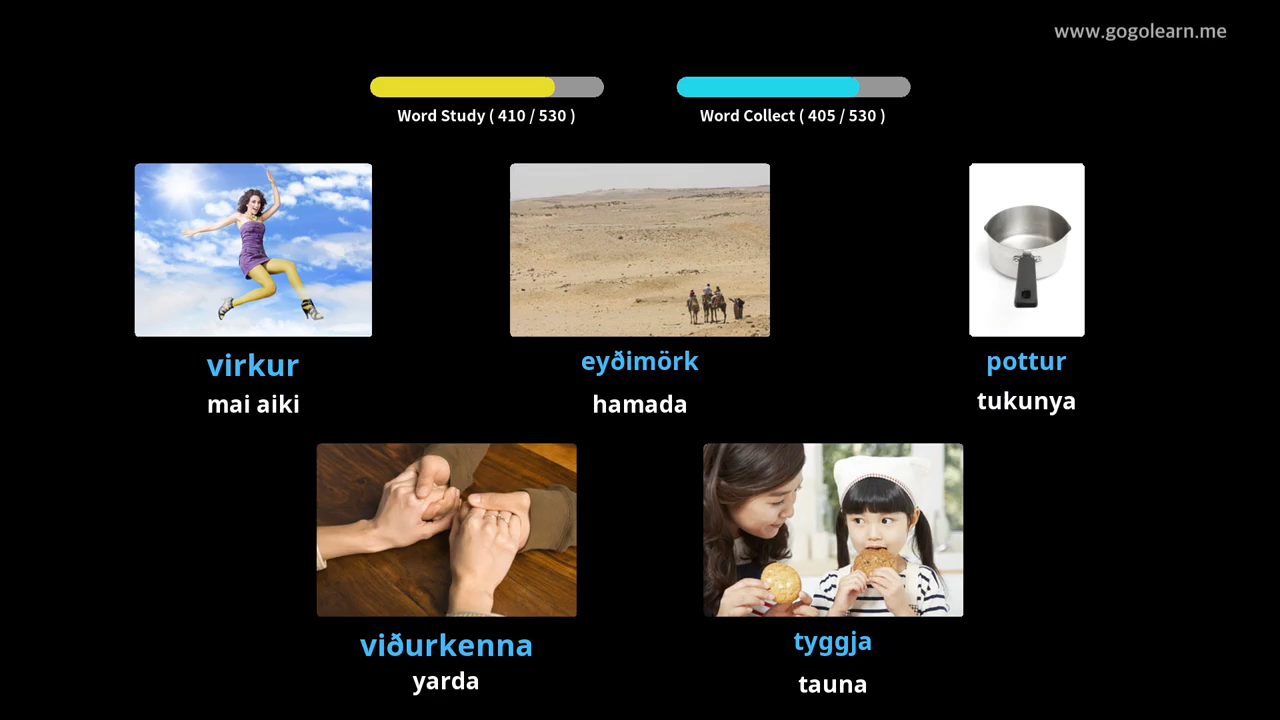 www.gogolearn.me
Word Study ( 410 / 530 )
Word Collect ( 405 / 530 )
virkur
mai aiki
eyðimörk
hamada
pottur
tukunya
viðurkenna
yarda
tyggja
tauna